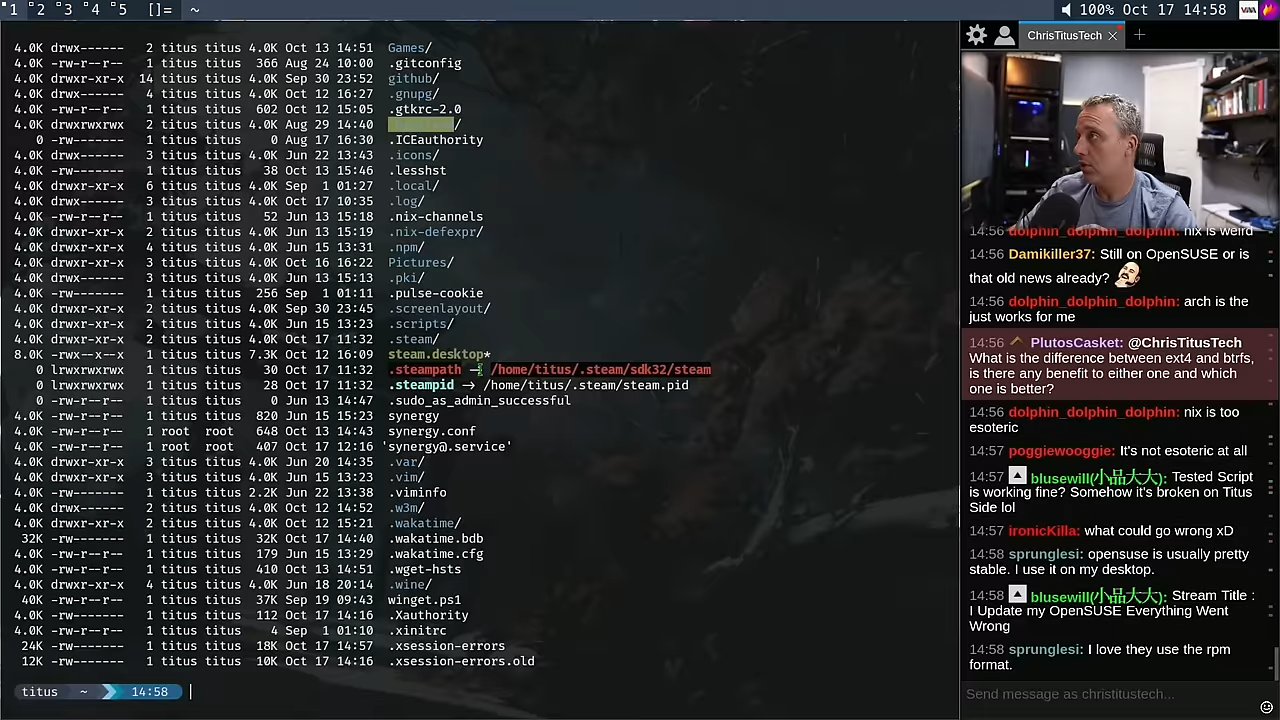 1 2 3 4 5 []= ~ 100% Oct 17 14:58
4.0K drwx------ 2 titus titus 4.0K Oct 13 14:51 Games/
4.0K -rw-r--r-- 1 titus titus 366 Aug 24 10:00 .gitconfig
4.0K drwxr-xr-x 14 titus titus 4.0K Sep 30 23:52 github/
4.0K drwx------ 4 titus titus 4.0K Oct 12 16:27 .gnupg/
4.0K -rw-r--r-- 1 titus titus 602 Oct 12 15:05 .gtkrc-2.0
4.0K drwxrwxrwx 2 titus titus 4.0K Aug 29 14:40 /
0 -rw------- 1 titus titus 0 Aug 17 16:30 .ICEauthority
4.0K drwxr-xr-x 3 titus titus 4.0K Jun 22 13:43 .icons/
4.0K -rw------- 1 titus titus 38 Oct 13 15:46 .lesshst
4.0K drwxr-xr-x 6 titus titus 4.0K Sep 1 01:27 .local/
4.0K drwxr-xr-x 3 titus titus 4.0K Oct 17 10:35 .log/
4.0K -rw-r--r-- 1 titus titus 52 Jun 13 15:18 .nix-channels
4.0K drwxr-xr-x 2 titus titus 4.0K Jun 13 15:19 .nix-defexpr/
4.0K drwxr-xr-x 4 titus titus 4.0K Jun 15 13:31 .npm/
4.0K drwxr-xr-x 3 titus titus 4.0K Oct 16 16:22 Pictures/
4.0K drwxr-xr-x 3 titus titus 4.0K Jun 15 13:13 .pki/
4.0K -rw------- 1 titus titus 256 Sep 1 01:11 .pulse-cookie
4.0K drwxr-xr-x 2 titus titus 4.0K Sep 30 23:45 .screenlayout/
4.0K drwxr-xr-x 2 titus titus 4.0K Jun 15 13:23 .scripts/
4.0K drwxr-xr-x 2 titus titus 4.0K Oct 17 11:32 .steam/
8.0K -rwx--x--x 1 titus titus 7.3K Oct 12 16:09 steam.desktop*
0 lrwxrwxrwx 1 titus titus 30 Oct 17 11:32 .steampath → /home/titus/.steam/sdk32/steam
0 lrwxrwxrwx 1 titus titus 28 Oct 17 11:32 .steampid → /home/titus/.steam/steam.pid
0 -rw-r--r-- 1 titus titus 0 Jun 13 14:47 .sudo_as_admin_successful
4.0K -rw-r--r-- 1 titus titus 820 Jun 15 15:23 synergy
4.0K -rw-r--r-- 1 root root 648 Oct 13 14:43 synergy.conf
4.0K -rw-r--r-- 1 root root 407 Oct 17 12:16 'synergy@.service'
4.0K drwxr-xr-x 3 titus titus 4.0K Jun 20 14:35 .var/
4.0K drwxr-xr-x 3 titus titus 4.0K Jun 15 13:23 .vim/
4.0K -rw------- 1 titus titus 2.2K Jun 22 13:38 .viminfo
4.0K drwx------ 2 titus titus 4.0K Oct 12 14:52 .w3m/
4.0K drwxr-xr-x 2 titus titus 4.0K Oct 12 15:21 .wakatime/
32K -rw------- 1 titus titus 32K Oct 17 .wakatime.bdb
4.0K -rw-r--r-- 1 titus titus 179 Jun 15 13:29 .wakatime.cfg
4.0K -rw-r--r-- 1 titus titus 410 Oct 13 14:51 .wget-hsts
4.0K drwxr-xr-x 4 titus titus 4.0K Jun 18 20:14 .wine/
40K -rw-r--r-- 1 titus titus 37K Sep 19 09:43 winget.ps1
4.0K -rw------- 1 titus titus 112 Oct 17 14:16 .Xauthority
4.0K -rw-r--r-- 1 titus titus 4 Sep 1 01:10 .xinitrc
24K -rw------- 1 titus titus 18K Oct 17 14:57 .xsession-errors
12K -rw------- 1 titus titus 10K Oct 17 14:16 .xsession-errors.old
titus ~ 14:58
ChrisTitusTech
14:56 dolphin_dolphin_dolphin: nix is weird
14:56 Damikiller37: Still on OpenSUSE or is
that old news already?
14:56 dolphin_dolphin_dolphin: arch is the
just works for me
14:56 PlutosCasket: @ChrisTitusTech
What is the difference between ext4 and btrfs,
is there any benefit to either one and which
one is better?
14:56 dolphin_dolphin_dolphin: nix is too
esoteric
14:57 poggiewooggie: It's not esoteric at all
14:57 blusewill(小品大大): Tested Script
is working fine? Somehow it's broken on Titus
Side lol
14:57 ironicKilla: what could go wrong xD
14:58 sprunglesi: opensuse is usually pretty
stable. I use it on my desktop.
14:58 blusewill(小品大大): Stream Title :
I Update my OpenSUSE Everything Went
Wrong
14:58 sprunglesi: I love they use the rpm
format.
Send message as christitustech...